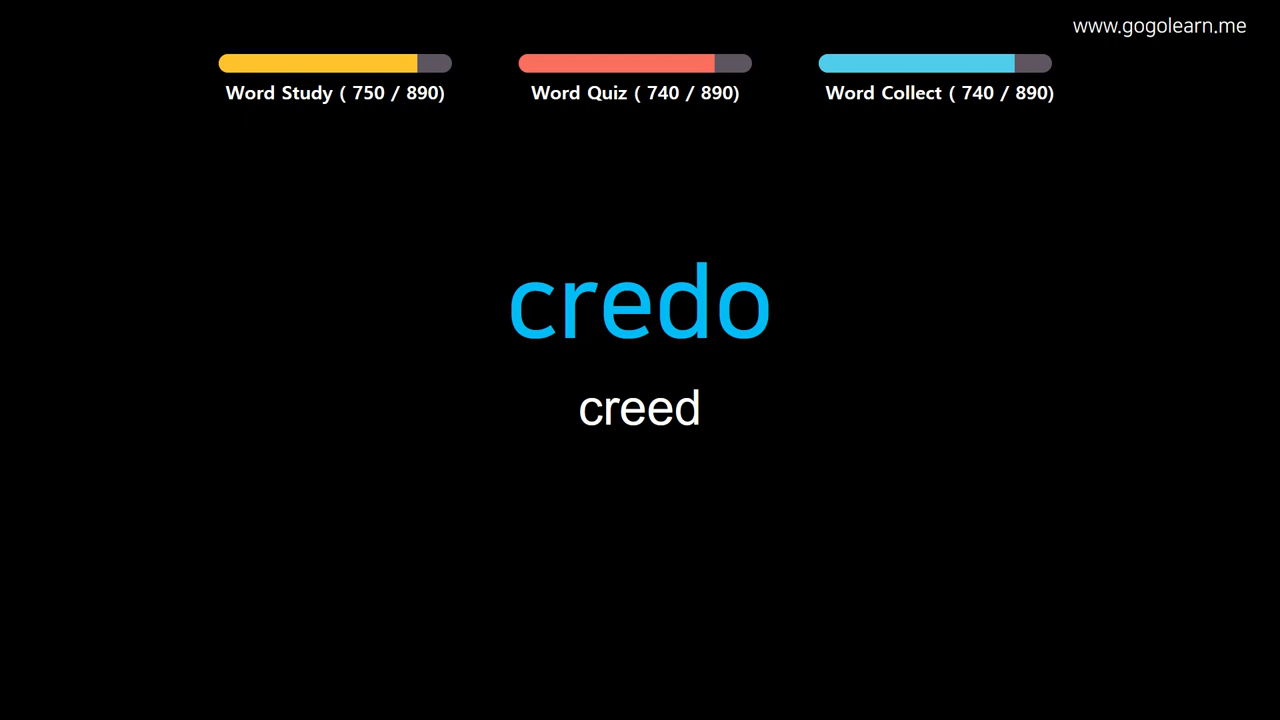 www.gogolearn.me
Word Study ( 750 / 890)
Word Quiz ( 740 / 890)
Word Collect ( 740 / 890)
credo
creed